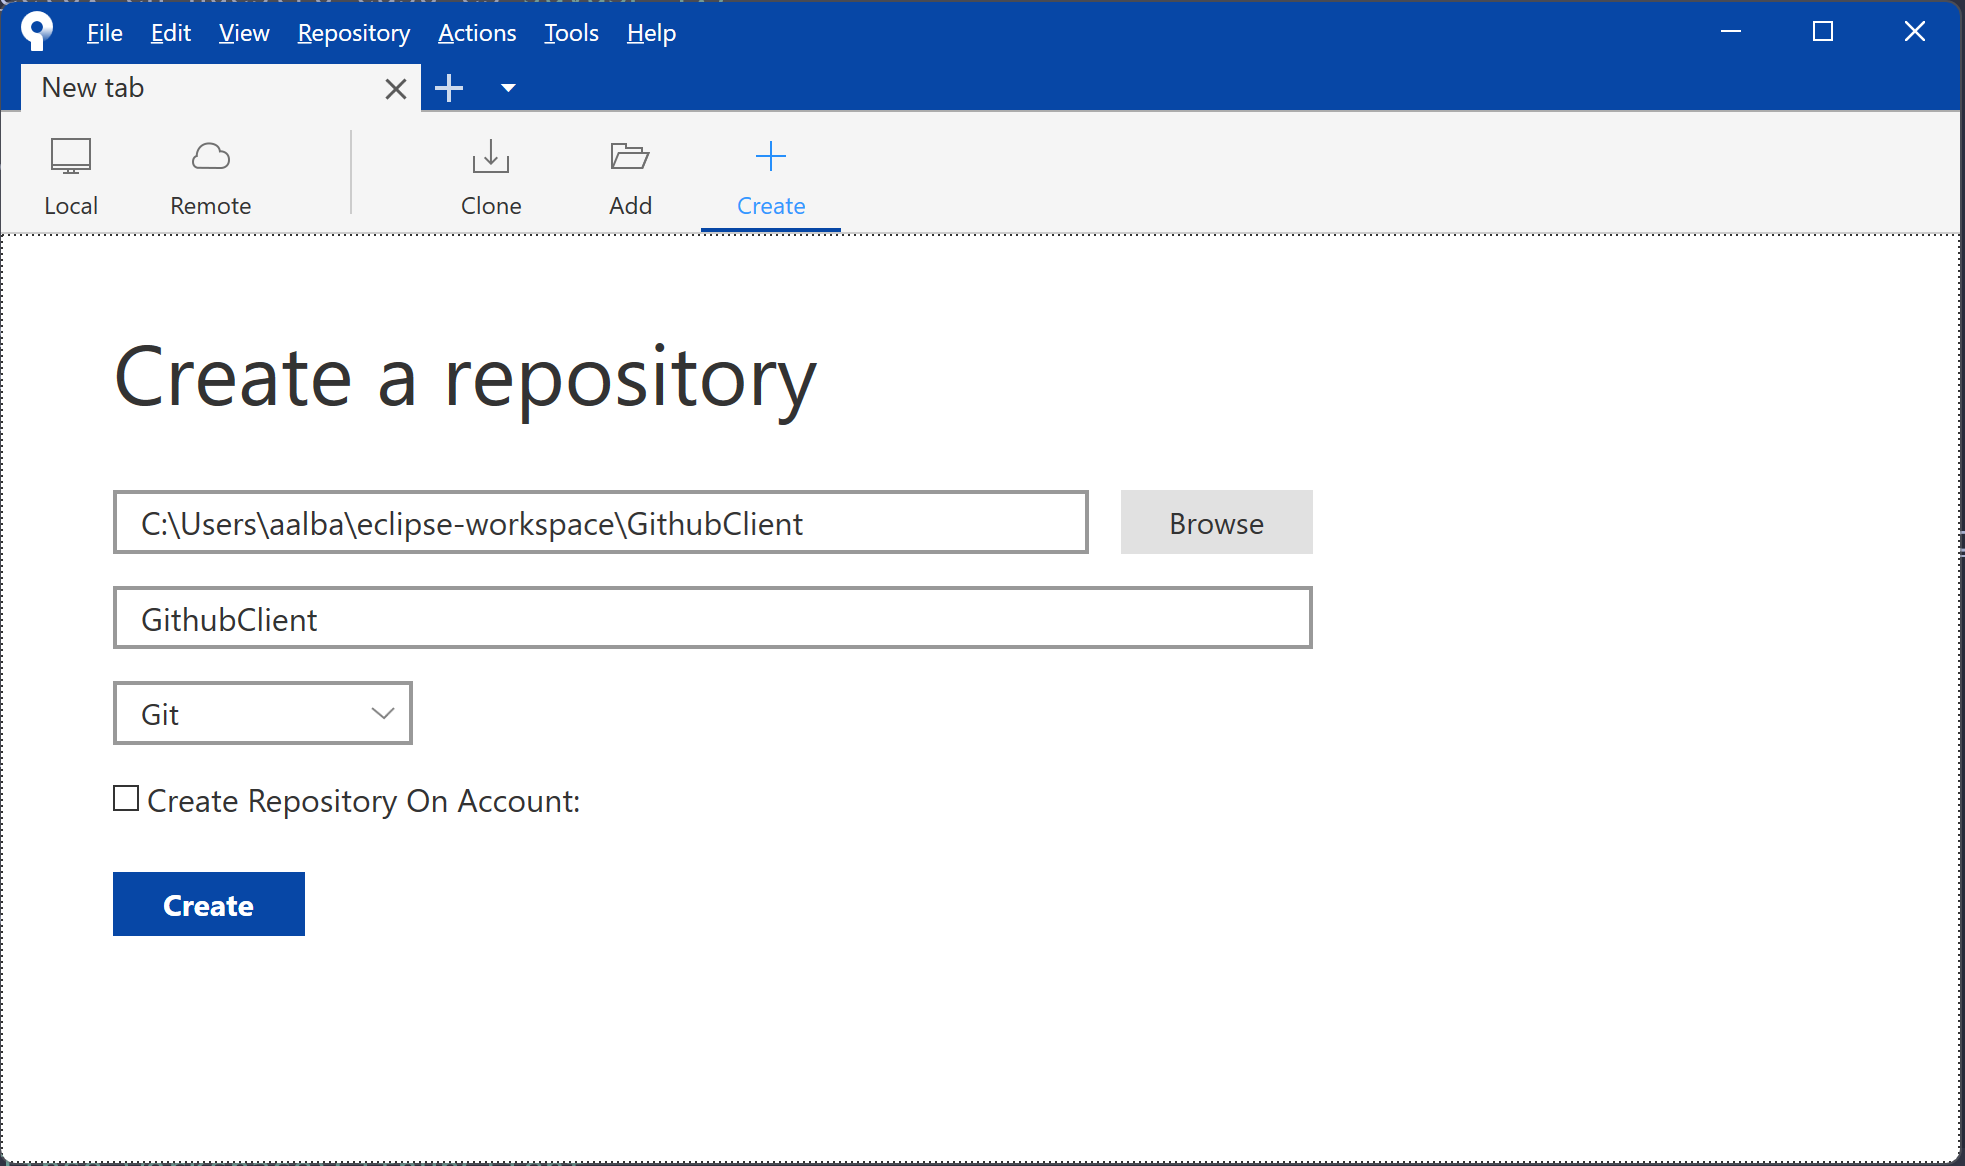 File Edit View Repository Actions Tools Help
New tab
Local Remote Clone Add Create
Create a repository
C:\Users\aalba\eclipse-workspace\GithubClient Browse
GithubClient
Git
Create Repository On Account:
Create